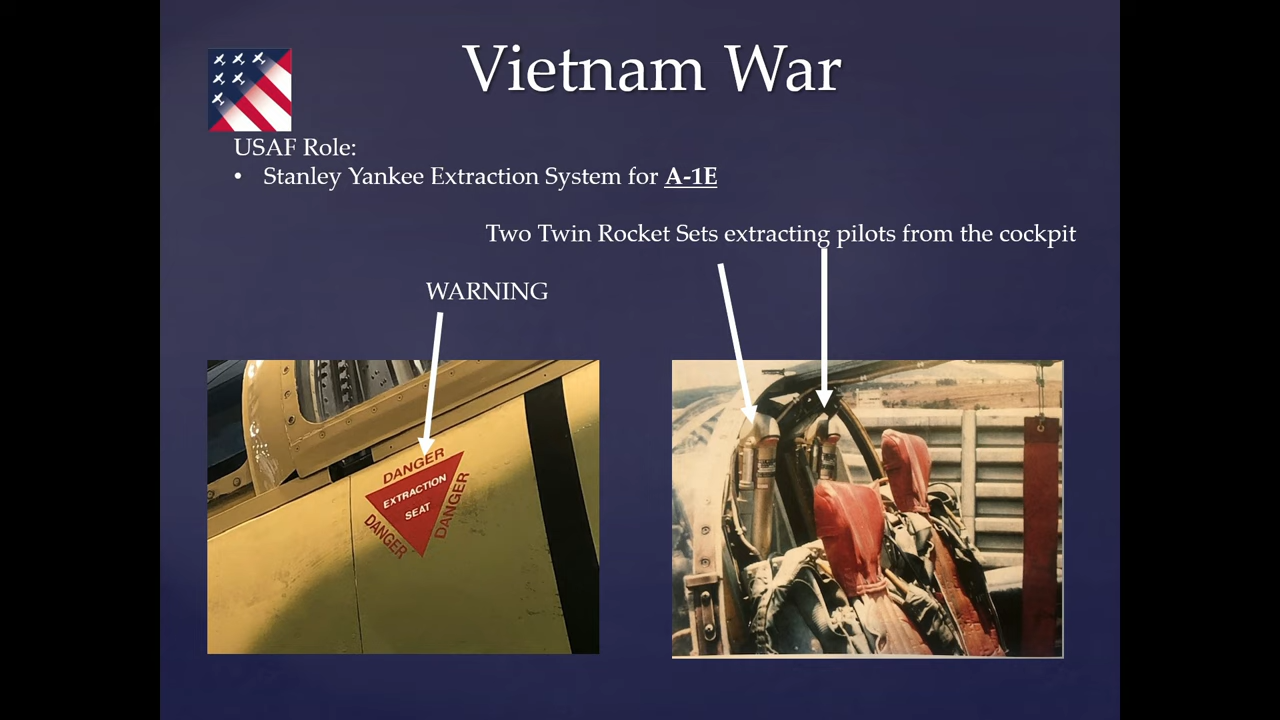 Vietnam War
USAF Role:
• Stanley Yankee Extraction System for A-1E
Two Twin Rocket Sets extracting pilots from the cockpit
WARNING
DANGER
EXTRACTION
SEAT
DANGER
DANGER